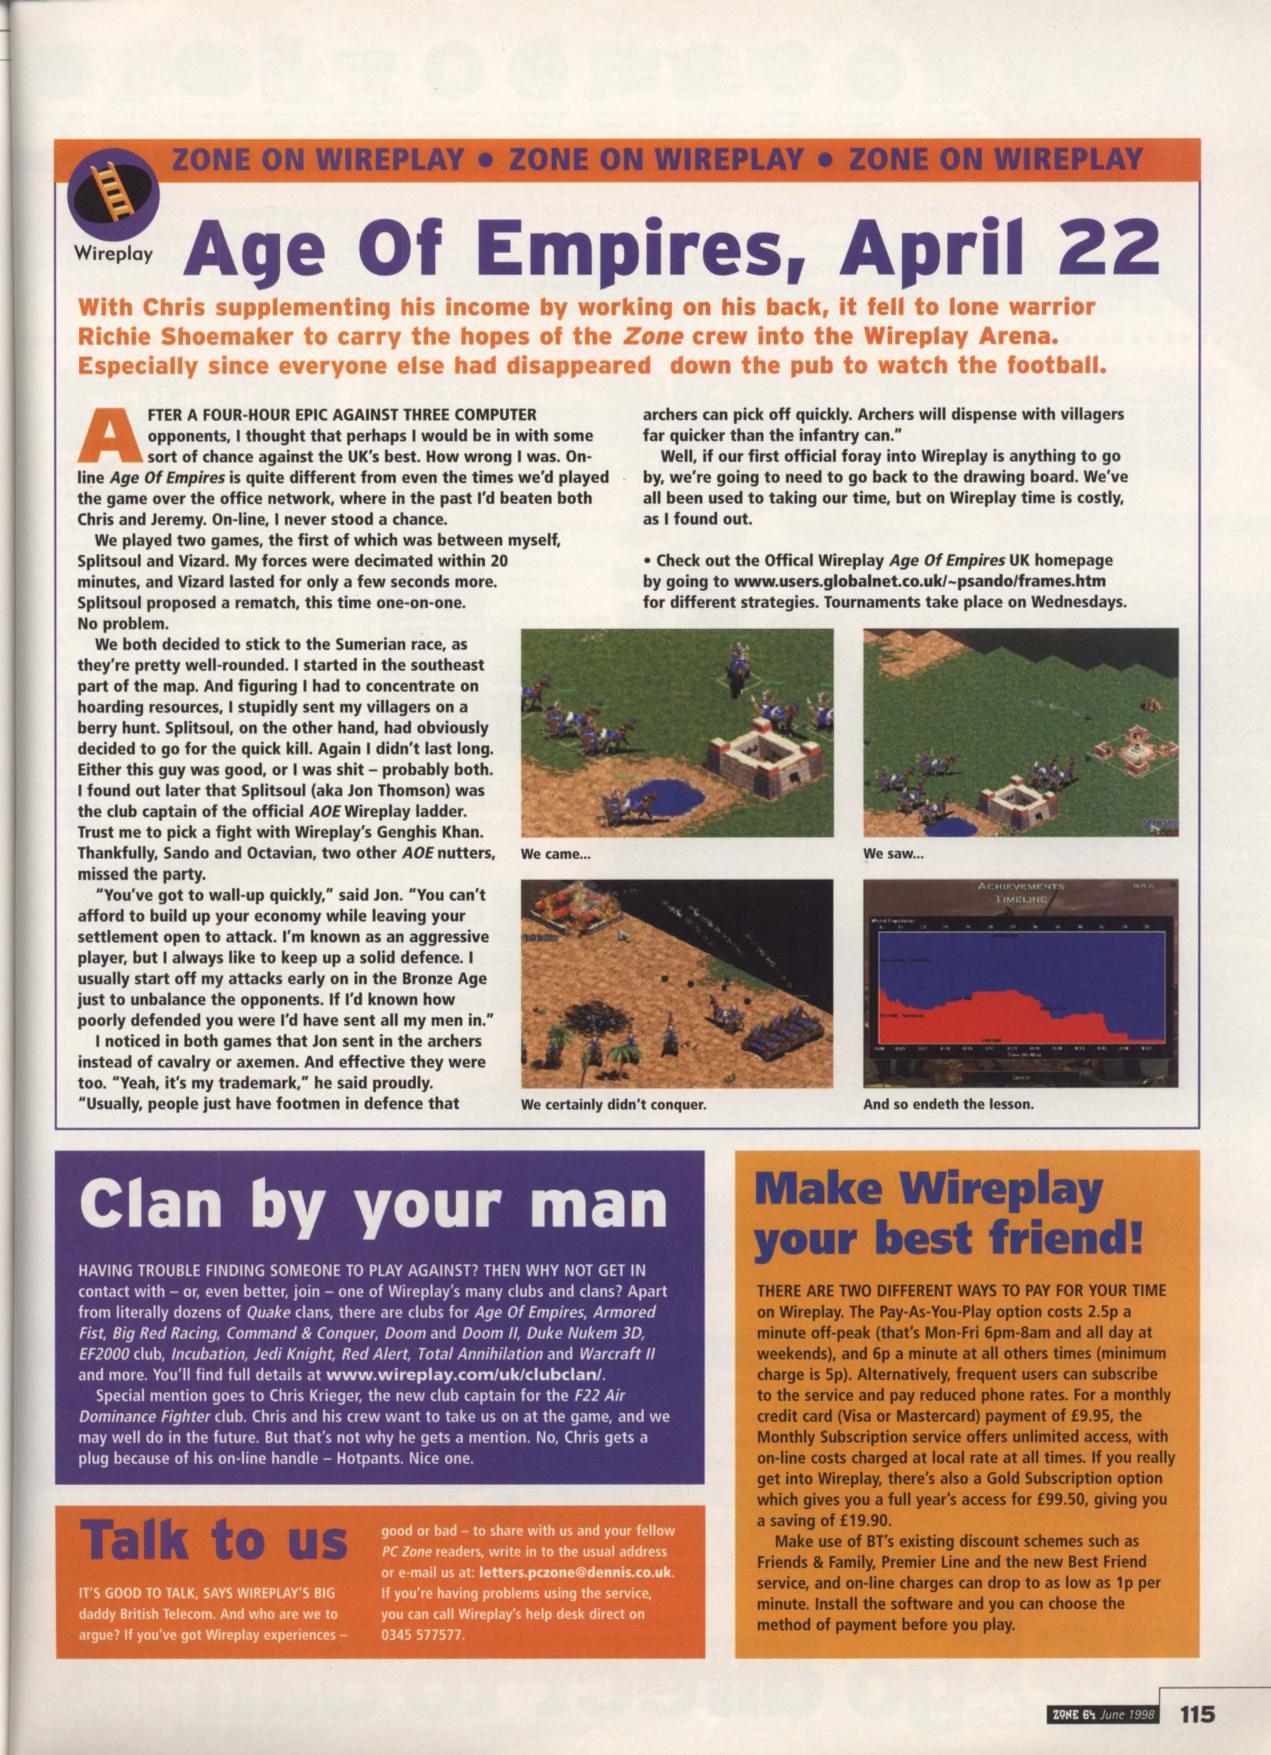 ZONE ON WIREPLAY • ZONE ON WIREPLAY • ZONE ON WIREPLAY
Wireplay
Age Of Empires, April 22
With Chris supplementing his income by working on his back, it fell to lone warrior
Richie Shoemaker to carry the hopes of the Zone crew into the Wireplay Arena.
Especially since everyone else had disappeared down the pub to watch the football.
AFTER A FOUR-HOUR EPIC AGAINST THREE COMPUTER
opponents, I thought that perhaps I would be in with some
sort of chance against the UK's best. How wrong I was. On-
line Age Of Empires is quite different from even the times we'd played
the game over the office network, where in the past I'd beaten both
Chris and Jeremy. On-line, I never stood a chance.
We played two games, the first of which was between myself,
Splitsoul and Vizard. My forces were decimated within 20
minutes, and Vizard lasted for only a few seconds more.
Splitsoul proposed a rematch, this time one-on-one.
No problem.
We both decided to stick to the Sumerian race, as
they're pretty well-rounded. I started in the southeast
part of the map. And figuring I had to concentrate on
hoarding resources, I stupidly sent my villagers on a
berry hunt. Splitsoul, on the other hand, had obviously
decided to go for the quick kill. Again I didn't last long.
Either this guy was good, or I was shit – probably both.
I found out later that Splitsoul (aka Jon Thomson) was
the club captain of the official AOE Wireplay ladder.
Trust me to pick a fight with Wireplay's Genghis Khan.
Thankfully, Sando and Octavian, two other AOE nutters,
missed the party.
"You've got to wall-up quickly," said Jon. "You can't
afford to build up your economy while leaving your
settlement open to attack. I'm known as an aggressive
player, but I always like to keep up a solid defence. I
usually start off my attacks early on in the Bronze Age
just to unbalance the opponents. If I'd known how
poorly defended you were I'd have sent all my men in."
I noticed in both games that Jon sent in the archers
instead of cavalry or axemen. And effective they were
too. "Yeah, it's my trademark," he said proudly.
"Usually, people just have footmen in defence that
archers can pick off quickly. Archers will dispense with villagers
far quicker than the infantry can."
Well, if our first official foray into Wireplay is anything to go
by, we're going to need to go back to the drawing board. We've
all been used to taking our time, but on Wireplay time is costly,
as I found out.
• Check out the Offical Wireplay Age Of Empires UK homepage
by going to www.users.globalnet.co.uk/~psando/frames.htm
for different strategies. Tournaments take place on Wednesdays.
We came...
We saw...
ACHIEVEMENTS
TIMELINE
World Population
BACK
We certainly didn't conquer.
And so endeth the lesson.
Clan by your man
HAVING TROUBLE FINDING SOMEONE TO PLAY AGAINST? THEN WHY NOT GET IN
contact with – or, even better, join – one of Wireplay's many clubs and clans? Apart
from literally dozens of Quake clans, there are clubs for Age Of Empires, Armored
Fist, Big Red Racing, Command & Conquer, Doom and Doom II, Duke Nukem 3D,
EF2000 club, Incubation, Jedi Knight, Red Alert, Total Annihilation and Warcraft II
and more. You'll find full details at www.wireplay.com/uk/clubclan/.
Special mention goes to Chris Krieger, the new club captain for the F22 Air
Dominance Fighter club. Chris and his crew want to take us on at the game, and we
may well do in the future. But that's not why he gets a mention. No, Chris gets a
plug because of his on-line handle – Hotpants. Nice one.
Talk to us
IT'S GOOD TO TALK, SAYS WIREPLAY'S BIG
daddy British Telecom. And who are we to
argue? If you've got Wireplay experiences –
good or bad – to share with us and your fellow
PC Zone readers, write in to the usual address
or e-mail us at: letters.pczone@dennis.co.uk.
If you're having problems using the service,
you can call Wireplay's help desk direct on
0345 577577.
Make Wireplay
your best friend!
THERE ARE TWO DIFFERENT WAYS TO PAY FOR YOUR TIME
on Wireplay. The Pay-As-You-Play option costs 2.5p a
minute off-peak (that's Mon-Fri 6pm-8am and all day at
weekends), and 6p a minute at all others times (minimum
charge is 5p). Alternatively, frequent users can subscribe
to the service and pay reduced phone rates. For a monthly
credit card (Visa or Mastercard) payment of £9.95, the
Monthly Subscription service offers unlimited access, with
on-line costs charged at local rate at all times. If you really
get into Wireplay, there's also a Gold Subscription option
which gives you a full year's access for £99.50, giving you
a saving of £19.90.
Make use of BT's existing discount schemes such as
Friends & Family, Premier Line and the new Best Friend
service, and on-line charges can drop to as low as 1p per
minute. Install the software and you can choose the
method of payment before you play.
ZONE 64 June 1998 115